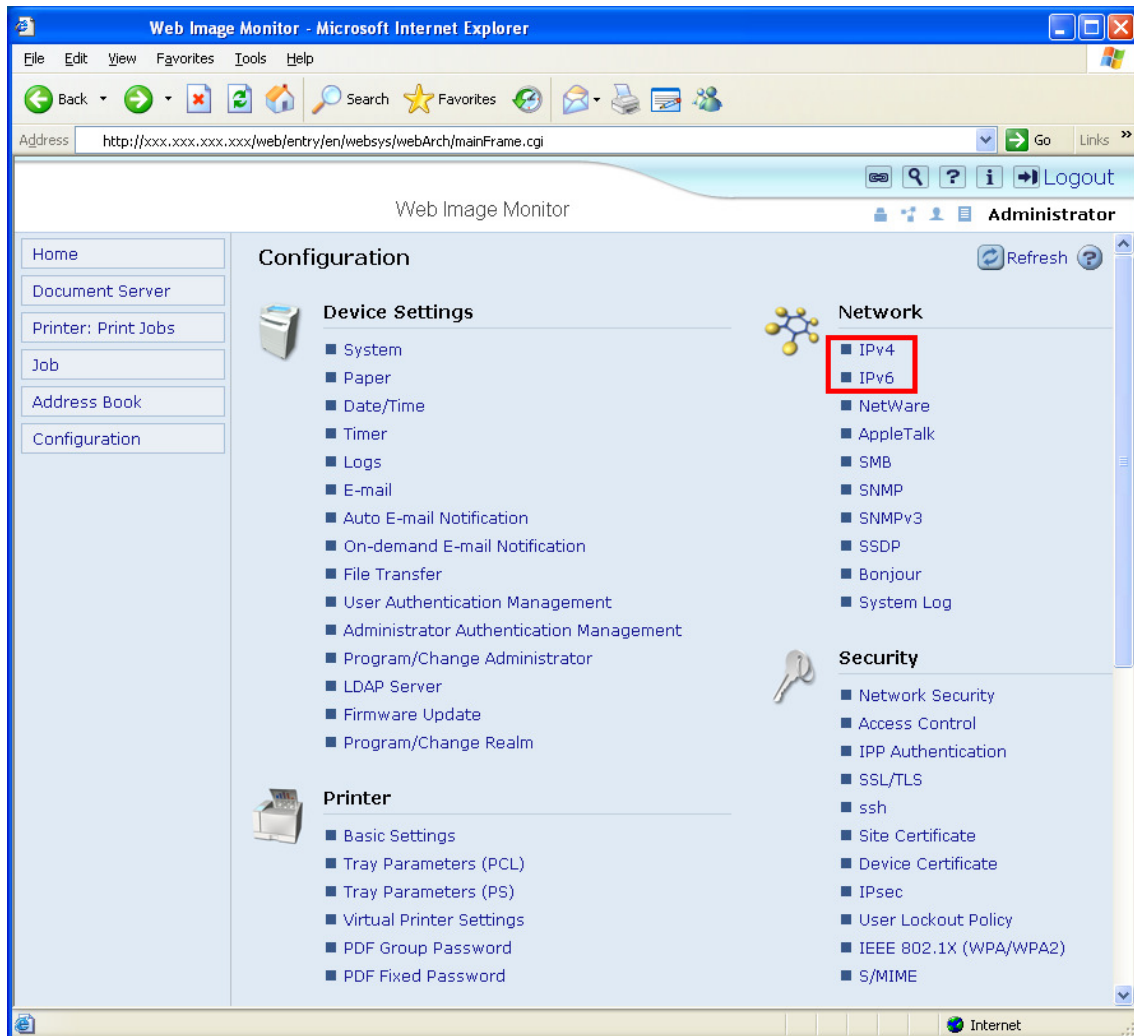 Web Image Monitor - Microsoft Internet Explorer
File Edit View Favorites Tools Help
Back Search Favorites
Address http://xxx.xxx.xxx.xxx/web/entry/en/websys/webArch/mainFrame.cgi Go Links »
? i Logout
Web Image Monitor
Administrator
Home
Document Server
Printer: Print Jobs
Job
Address Book
Configuration
Configuration
Refresh ?
Device Settings
System
Paper
Date/Time
Timer
Logs
E-mail
Auto E-mail Notification
On-demand E-mail Notification
File Transfer
User Authentication Management
Administrator Authentication Management
Program/Change Administrator
LDAP Server
Firmware Update
Program/Change Realm
Printer
Basic Settings
Tray Parameters (PCL)
Tray Parameters (PS)
Virtual Printer Settings
PDF Group Password
PDF Fixed Password
Network
IPv4
IPv6
NetWare
AppleTalk
SMB
SNMP
SNMPv3
SSDP
Bonjour
System Log
Security
Network Security
Access Control
IPP Authentication
SSL/TLS
ssh
Site Certificate
Device Certificate
IPsec
User Lockout Policy
IEEE 802.1X (WPA/WPA2)
S/MIME
Internet